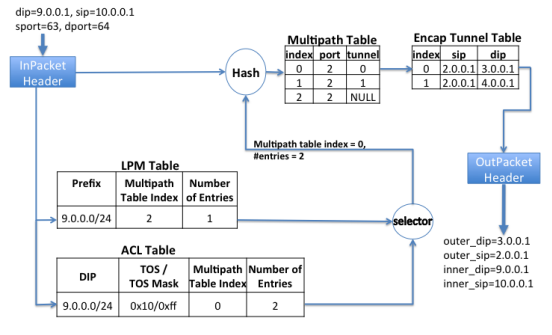 dip=9.0.0.1, sip=10.0.0.1
sport=63, dport=64
InPacket
Header
Hash
Multipath Table
index port tunnel
0 2 0
1 2 1
2 2 NULL
Encap Tunnel Table
index sip dip
0 2.0.0.1 3.0.0.1
1 2.0.0.1 4.0.0.1
Multipath table index = 0,
#entries = 2
OutPacket
Header
LPM Table
Prefix Multipath Table Index Number of Entries
9.0.0.0/24 2 1
selector
outer_dip=3.0.0.1
outer_sip=2.0.0.1
inner_dip=9.0.0.1
inner_sip=10.0.0.1
ACL Table
DIP TOS / TOS Mask Multipath Table Index Number of Entries
9.0.0.0/24 0x10/0xff 0 2